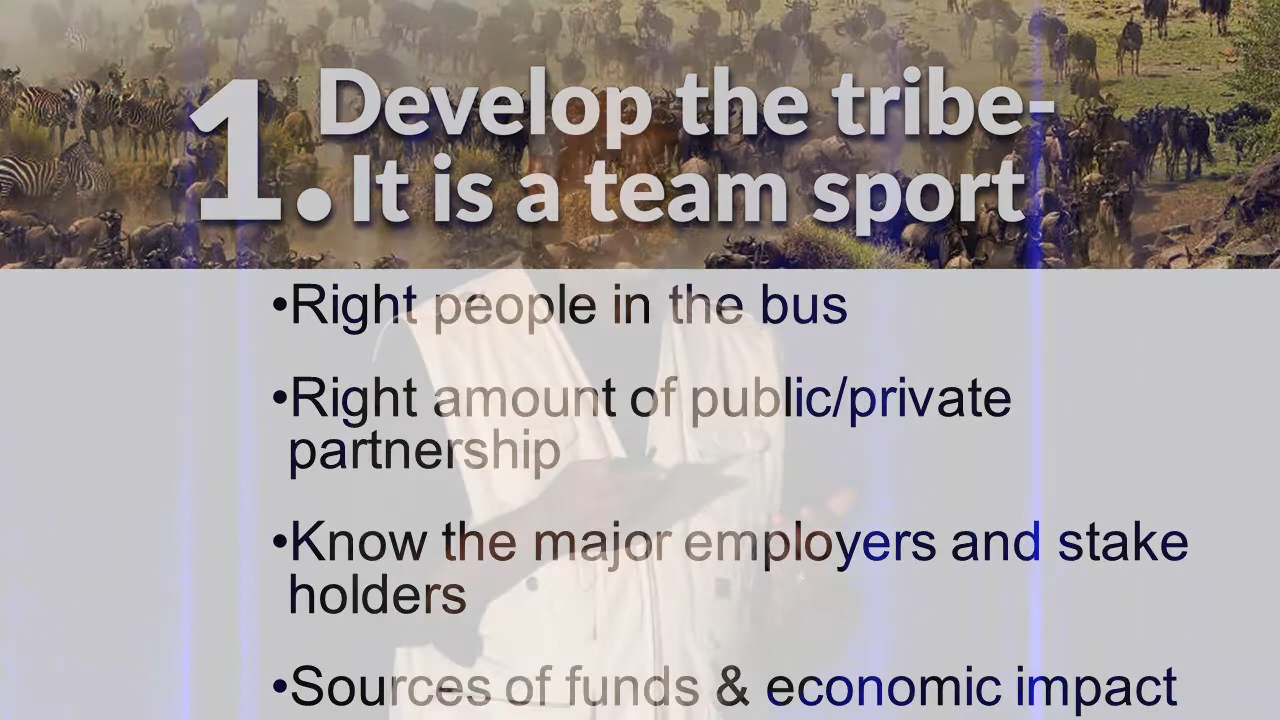 1. Develop the tribe-
It is a team sport
•Right people in the bus
•Right amount of public/private
partnership
•Know the major employers and stake
holders
•Sources of funds & economic impact